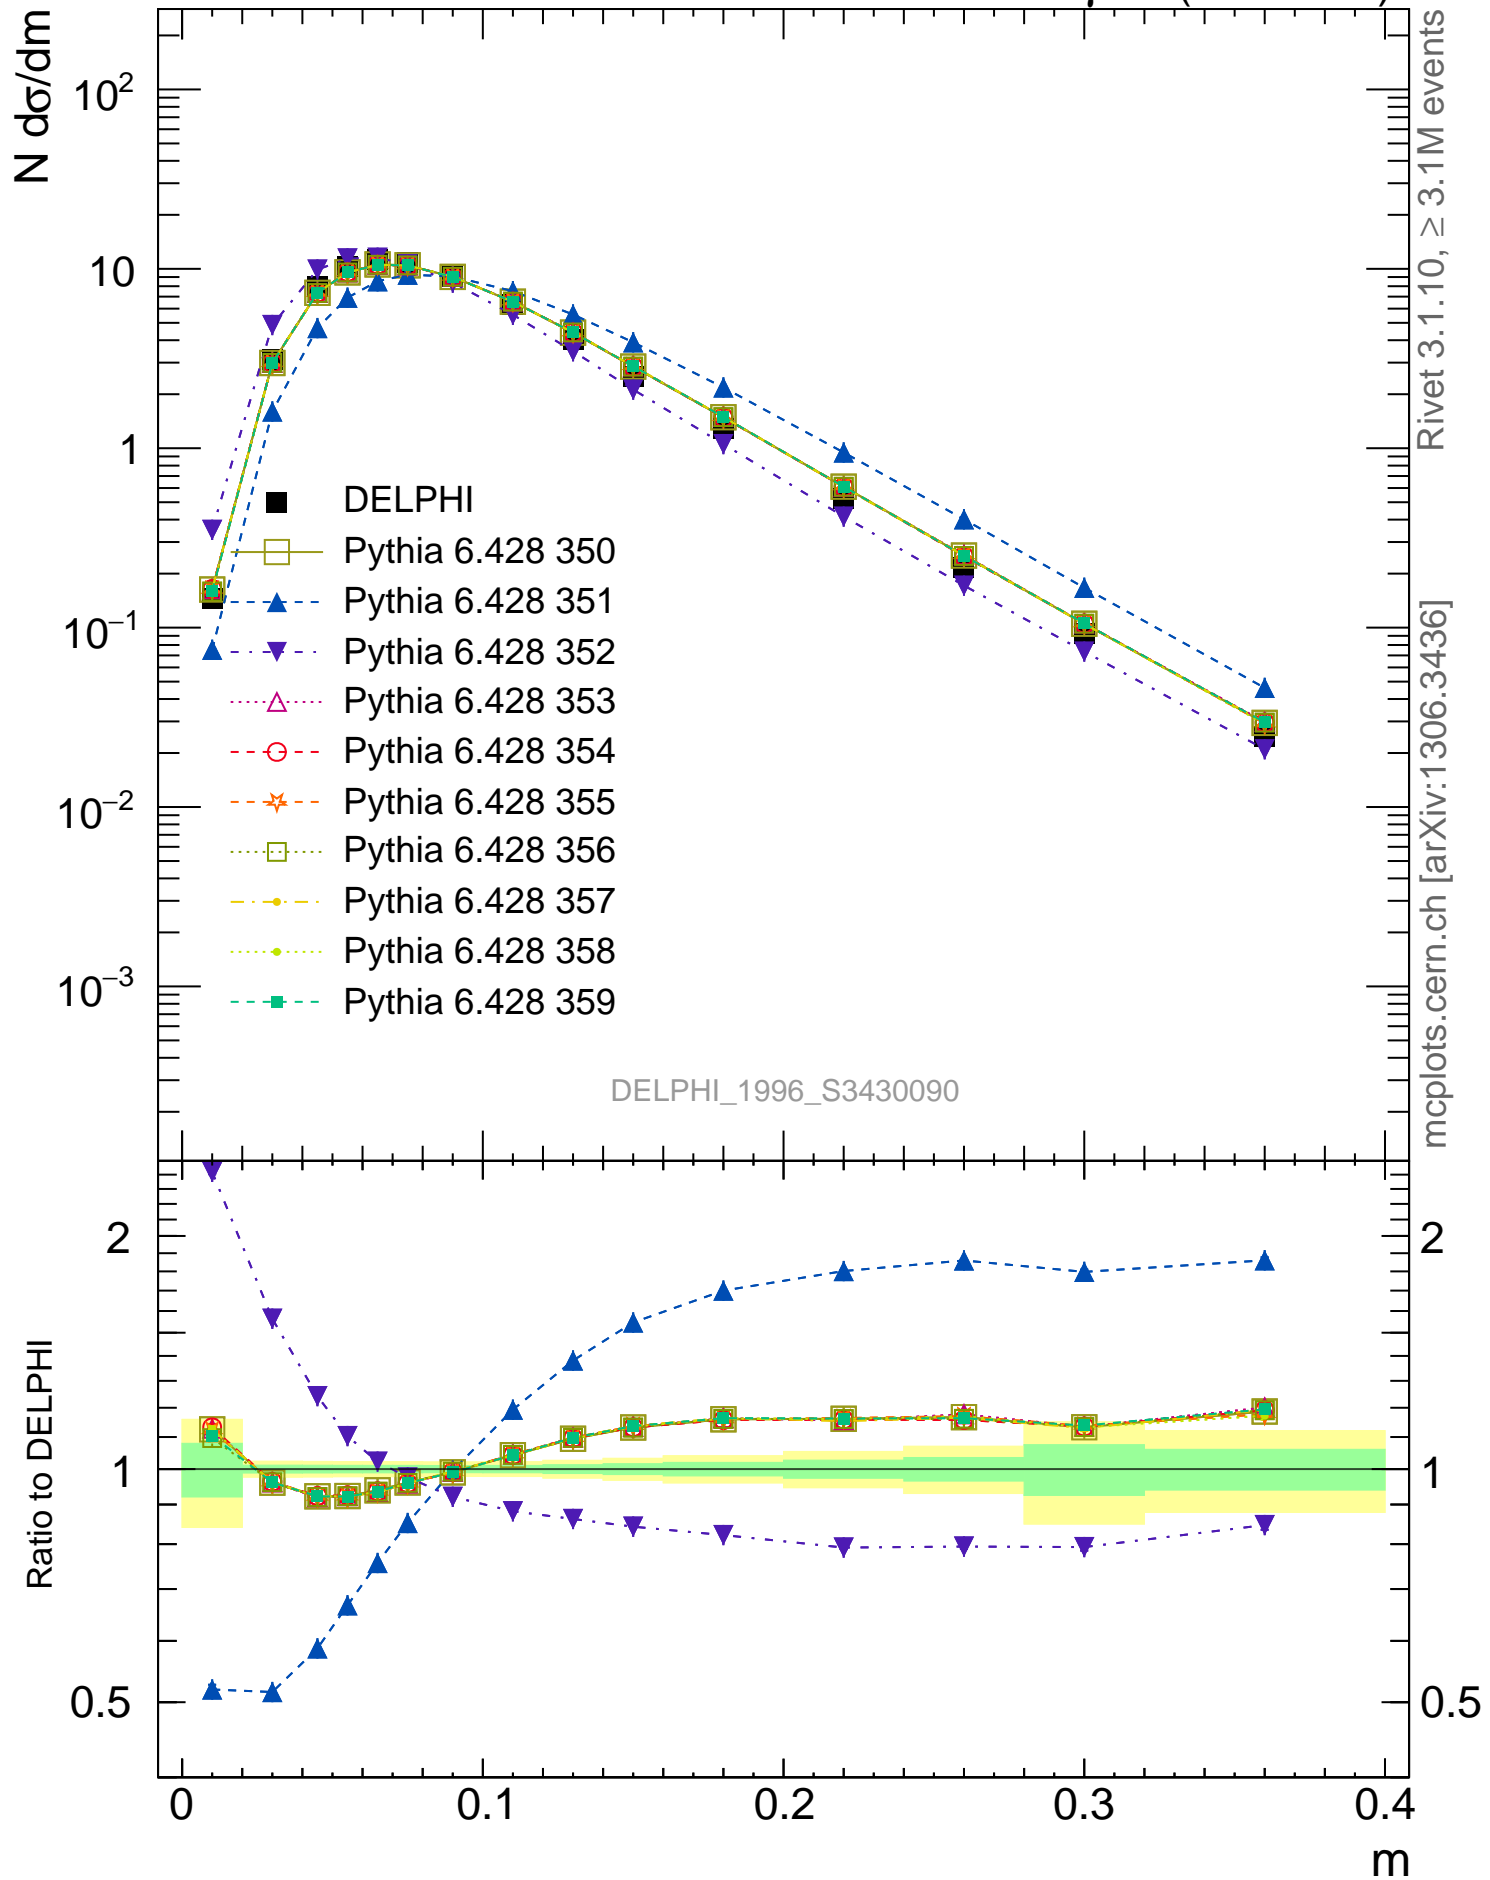 N dσ/dm
10²
10
1
10⁻¹
10⁻²
10⁻³
DELPHI
Pythia 6.428 350
Pythia 6.428 351
Pythia 6.428 352
Pythia 6.428 353
Pythia 6.428 354
Pythia 6.428 355
Pythia 6.428 356
Pythia 6.428 357
Pythia 6.428 358
Pythia 6.428 359
DELPHI_1996_S3430090
Rivet 3.1.10, ≥ 3.1M events
mcplots.cern.ch [arXiv:1306.3436]
Ratio to DELPHI
2
1
0.5
2
1
0.5
0
0.1
0.2
0.3
0.4
m